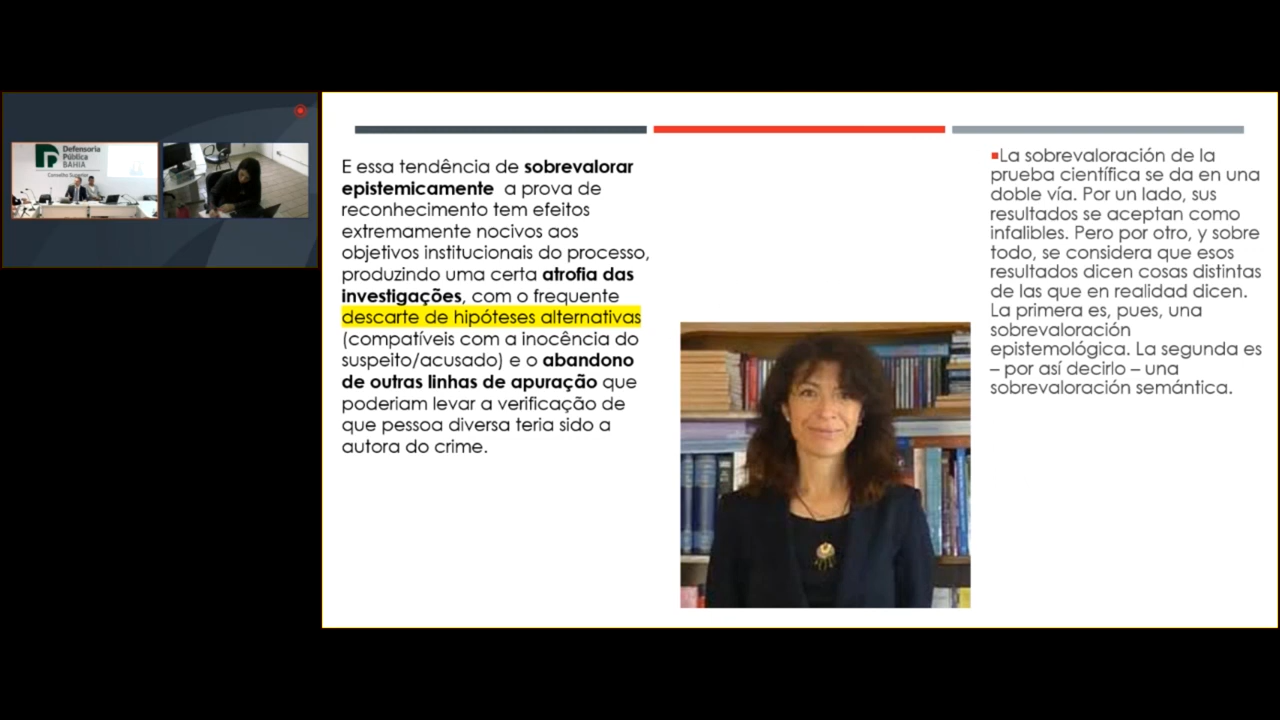 Defensoria
Pública
BAHIA
Conselho Superior
E essa tendência de sobrevalorar
epistemicamente a prova de
reconhecimento tem efeitos
extremamente nocivos aos
objetivos institucionais do processo,
produzindo uma certa atrofia das
investigações, com o frequente
descarte de hipóteses alternativas
(compatíveis com a inocência do
suspeito/acusado) e o abandono
de outras linhas de apuração que
poderiam levar a verificação de
que pessoa diversa teria sido a
autora do crime.
▪La sobrevaloración de la
prueba científica se da en una
doble vía. Por un lado, sus
resultados se aceptan como
infalibles. Pero por otro, y sobre
todo, se considera que esos
resultados dicen cosas distintas
de las que en realidad dicen.
La primera es, pues, una
sobrevaloración
epistemológica. La segunda es
– por así decirlo – una
sobrevaloración semántica.